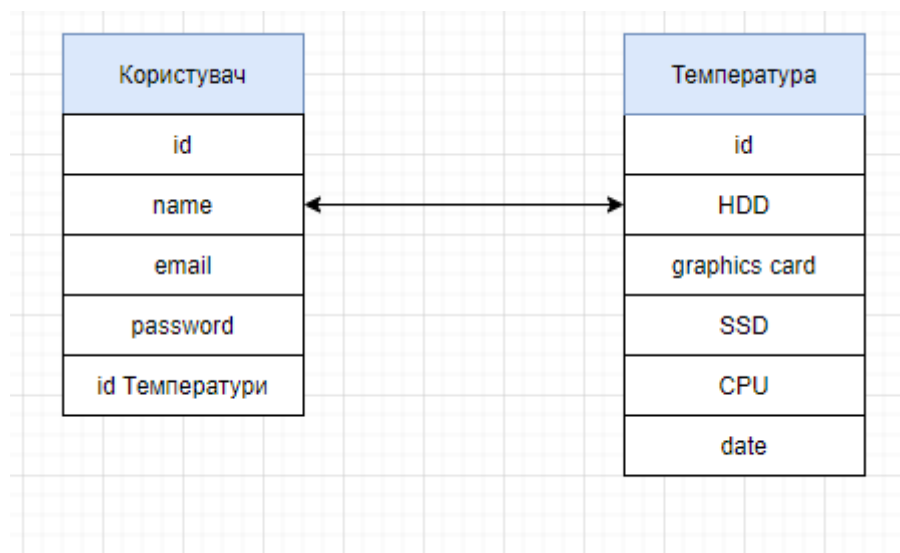 Користувач
id
name
email
password
id Температури
Температура
id
HDD
graphics card
SSD
CPU
date